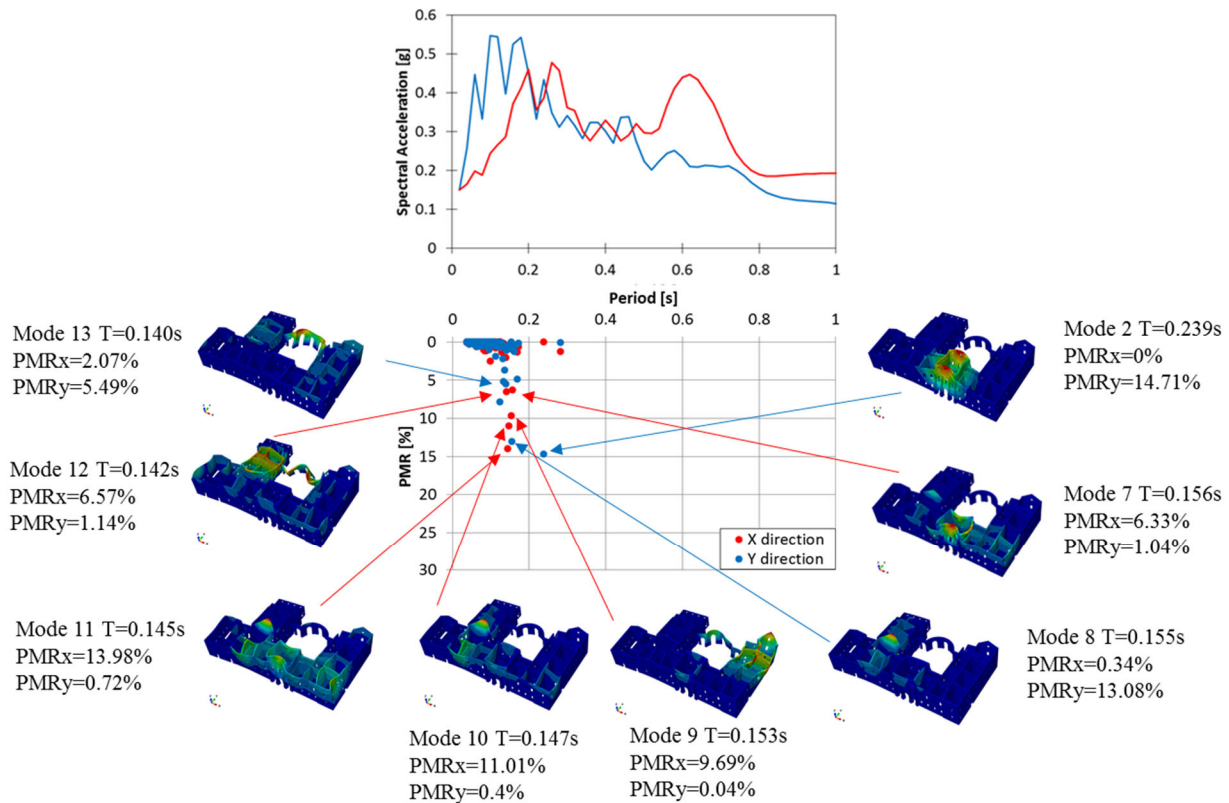 0.6
0.5
0.4
0.3
0.2
0.1
0
Spectral Acceleration [g]
0
0.2
0.4
0.6
0.8
1
Period [s]
0
0.2
0.4
0.6
0.8
1
0
5
10
15
20
25
30
PMR [%]
X direction
Y direction
Mode 13 T=0.140s
PMRx=2.07%
PMRy=5.49%
Mode 2 T=0.239s
PMRx=0%
PMRy=14.71%
Mode 12 T=0.142s
PMRx=6.57%
PMRy=1.14%
Mode 7 T=0.156s
PMRx=6.33%
PMRy=1.04%
Mode 11 T=0.145s
PMRx=13.98%
PMRy=0.72%
Mode 8 T=0.155s
PMRx=0.34%
PMRy=13.08%
Mode 10 T=0.147s
PMRx=11.01%
PMRy=0.4%
Mode 9 T=0.153s
PMRx=9.69%
PMRy=0.04%